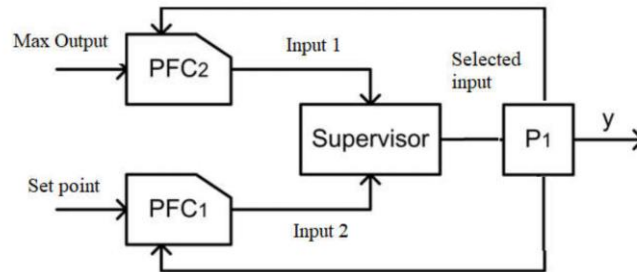 Max Output
PFC2
Input 1
Selected
input
Supervisor
P1
y
Set point
PFC1
Input 2